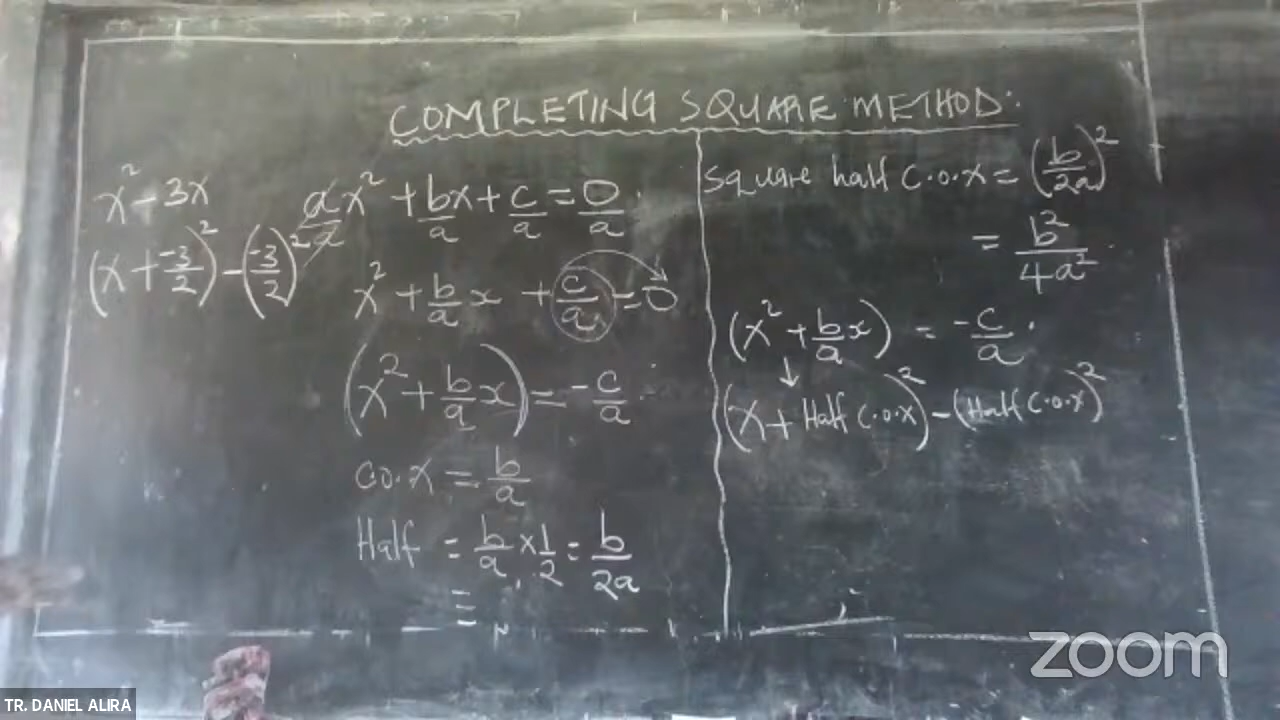 COMPLETING SQUARE METHOD:
x² - 3x
(x + -3/2)² - (-3/2)²
ax²/a + bx/a + c/a = 0/a
x² + b/a x + c/a = 0
(x² + b/a x) = -c/a
co.x = b/a
Half = b/a × 1/2 = b/2a
=
Square half C.O.X = (b/2a)²
= b²/4a²
(x² + b/a x) = -c/a
↓
(x + Half C.O.X)² - (Half C.O.X)²
zoom
TR. DANIEL ALIRA